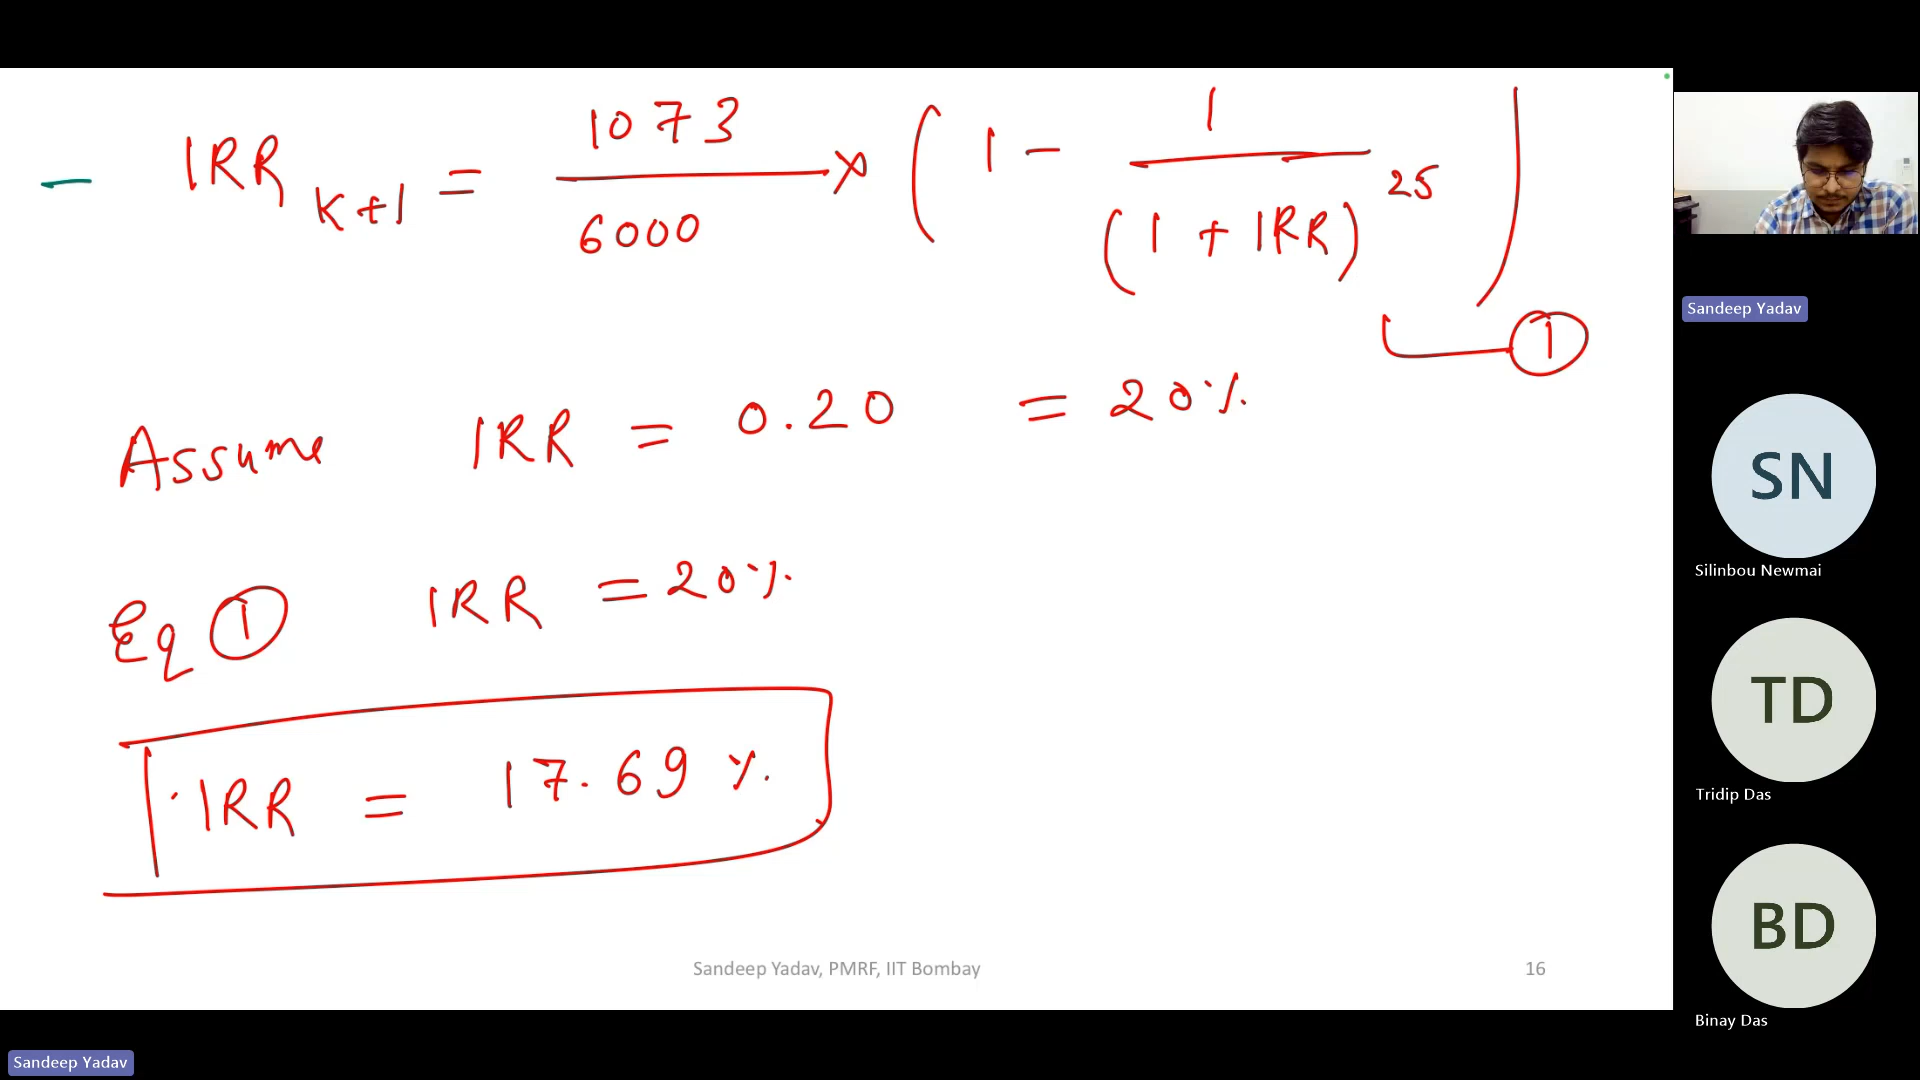 - IRR K+1 = 1073 / 6000 × ( 1 - 1 / (1 + IRR)^25 )
①
Assume IRR = 0.20 = 20%
Eq ① IRR = 20%
IRR = 17.69 %
Sandeep Yadav, PMRF, IIT Bombay
16
Sandeep Yadav
SN
Silinbou Newmai
TD
Tridip Das
BD
Binay Das
Sandeep Yadav